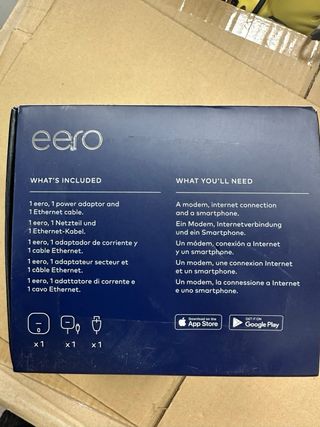 eero
WHAT'S INCLUDED
1 eero, 1 power adaptor and
1 Ethernet cable.
1 eero, 1 Netzteil und
1 Ethernet-Kabel.
1 eero, 1 adaptador de corriente y
1 cable Ethernet.
1 eero, 1 adaptateur secteur et
1 câble Ethernet.
1 eero, 1 adattatore di corrente e
1 cavo Ethernet.
x 1
x 1
x 1
WHAT YOU'LL NEED
A modem, internet connection
and a smartphone.
Ein Modem, Internetverbindung
und ein Smartphone.
Un módem, conexión a Internet
y un smartphone.
Un modem, une connexion Internet
et un smartphone.
Un modem, la connessione a Internet
e uno smartphone.
Download on the
App Store
GET IT ON
Google Play